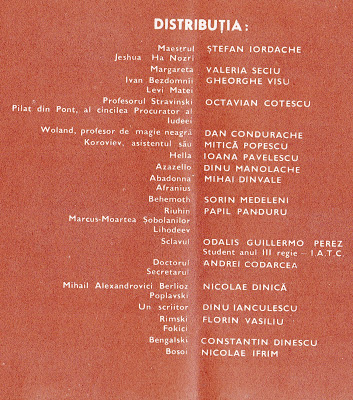 DISTRIBUȚIA:
Maestrul ȘTEFAN IORDACHE
Jeshua Ha Nozri
Margareta VALERIA SECIU
Ivan Bezdomnii GHEORGHE VISU
Levi Matei
Profesorul Stravinski OCTAVIAN COTESCU
Pilat din Pont, al cincilea Procurator al
Iudeei
Woland, profesor de magie neagră DAN CONDURACHE
Koroviev, asistentul său MITICĂ POPESCU
Hella IOANA PAVELESCU
Azazello DINU MANOLACHE
Abadonna MIHAI DINVALE
Afranius
Behemoth SORIN MEDELENI
Riuhin PAPIL PANDURU
Marcus-Moartea Șobolanilor
Lihodeev
Sclavul ODALIS GUILLERMO PEREZ
Student anul III regie – I.A.T.C.
Doctorul ANDREI CODARCEA
Secretarul
Mihail Alexandrovici Berlioz NICOLAE DINICĂ
Poplavski
Un scriitor DINU IANCULESCU
Rimski FLORIN VASILIU
Fokici
Bengalski CONSTANTIN DINESCU
Bosoi NICOLAE IFRIM